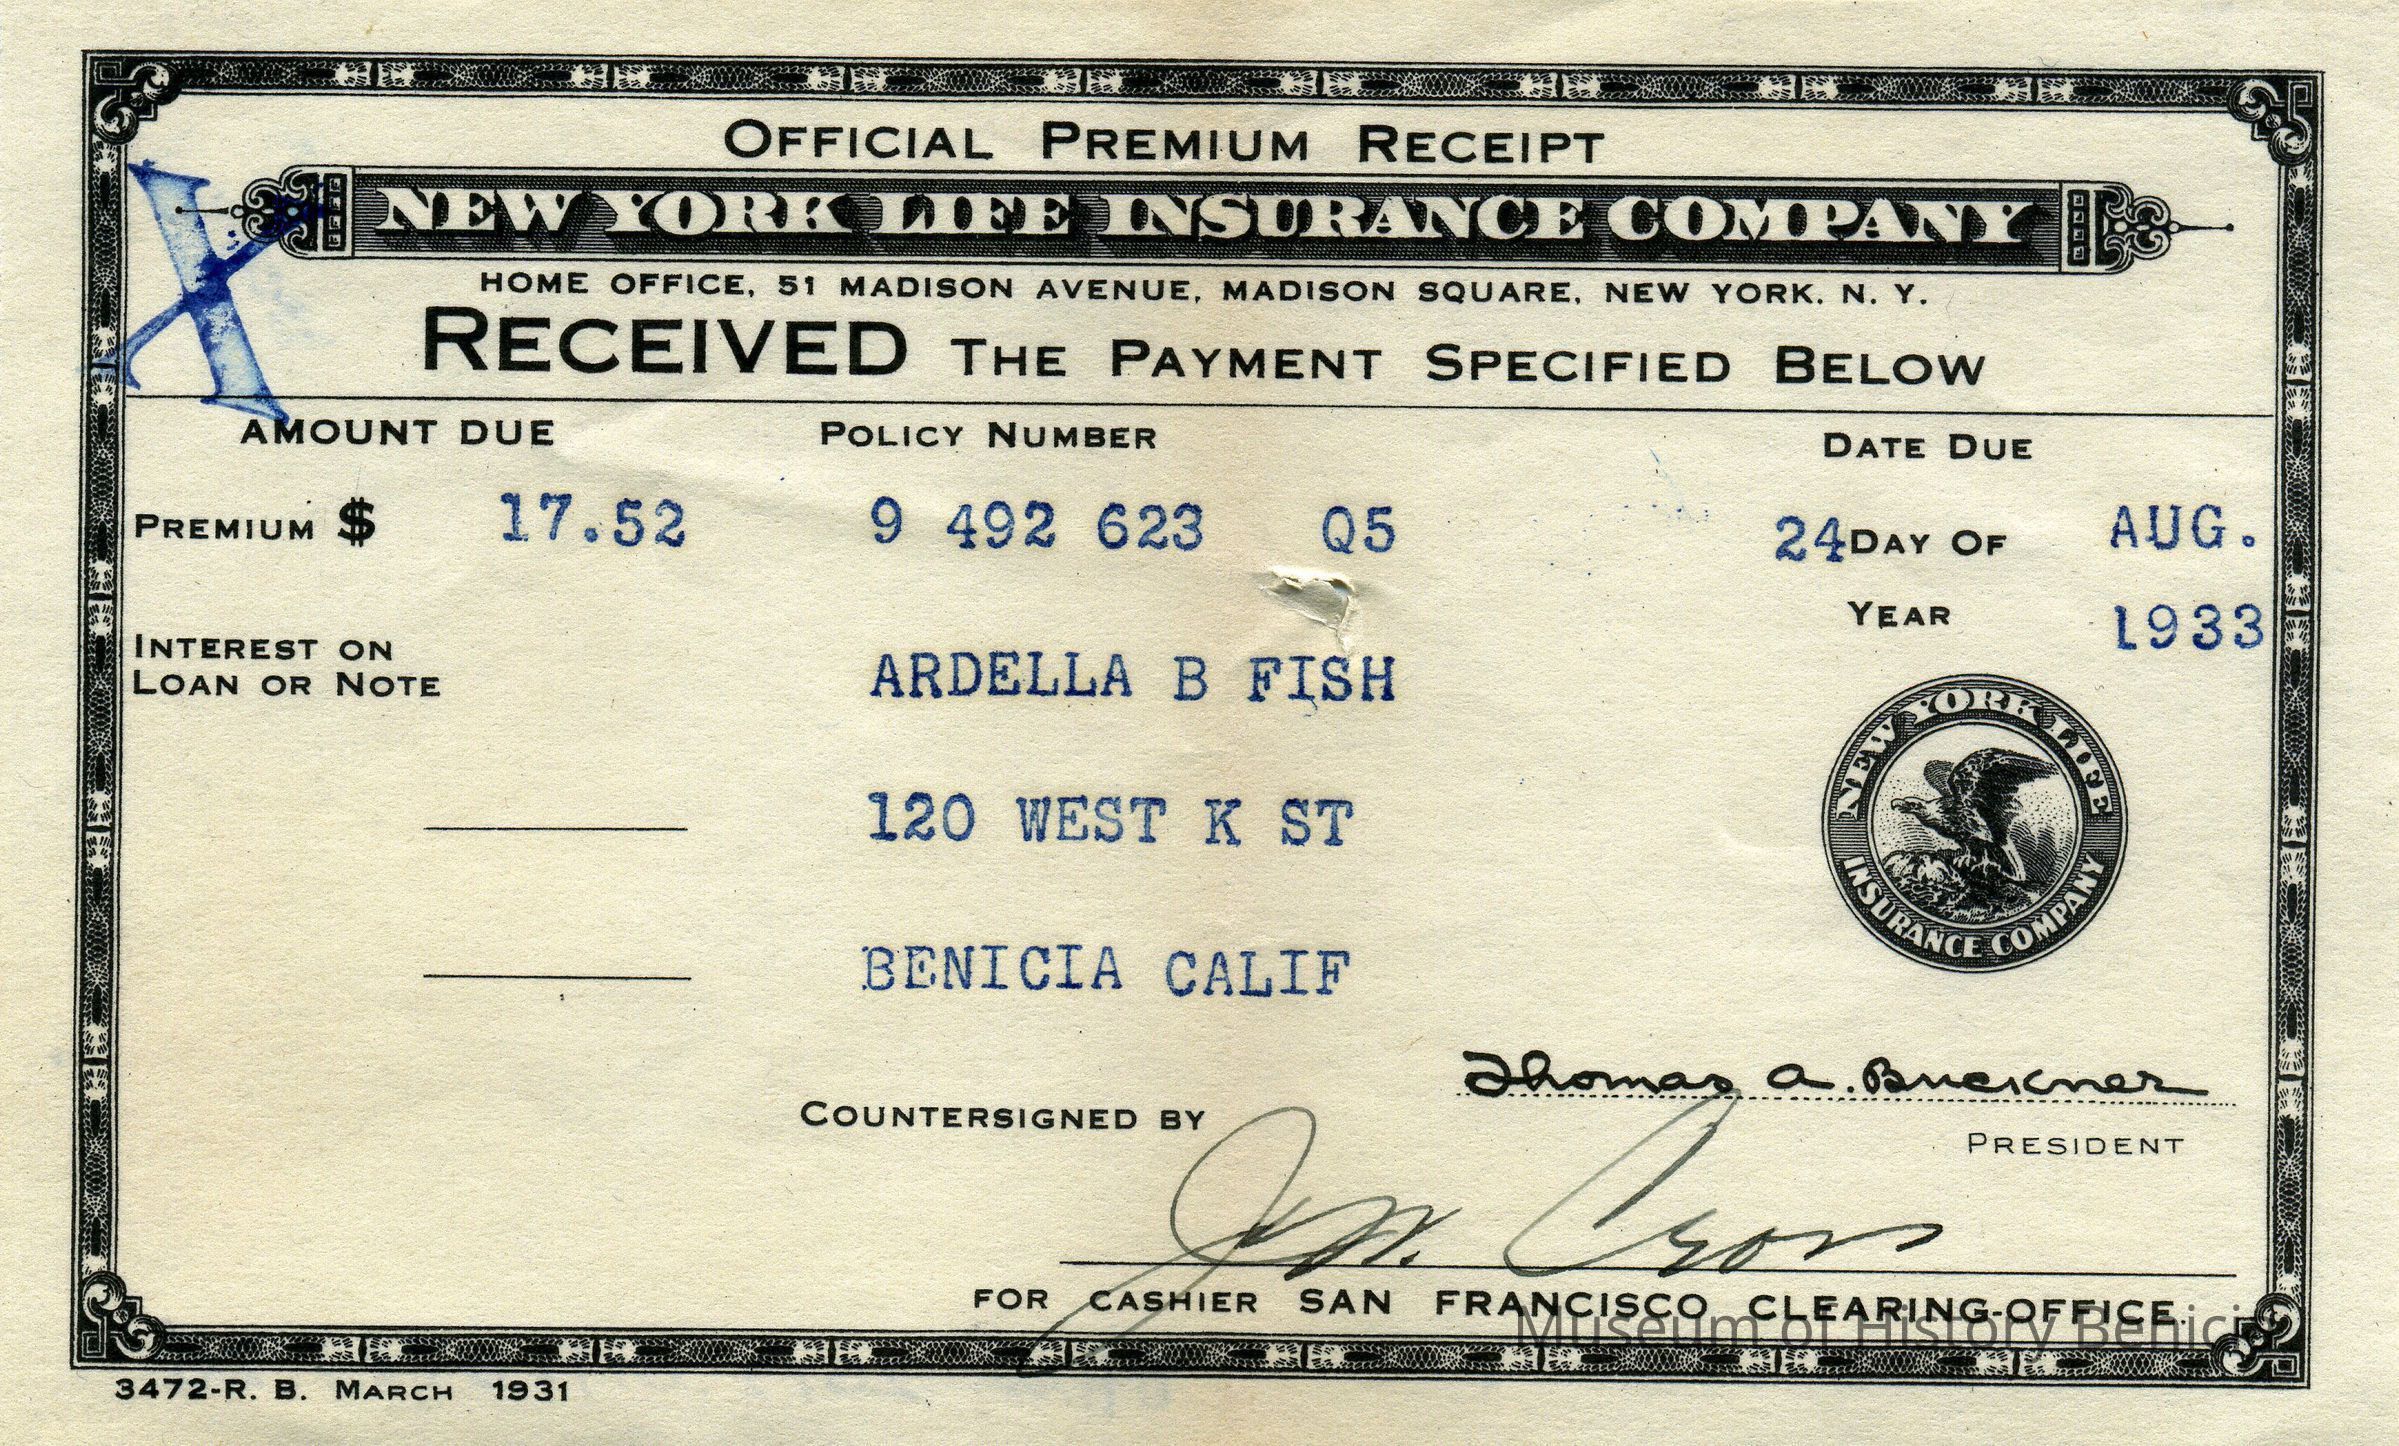 OFFICIAL PREMIUM RECEIPT
NEW YORK LIFE INSURANCE COMPANY
HOME OFFICE, 51 MADISON AVENUE, MADISON SQUARE, NEW YORK, N. Y.
RECEIVED THE PAYMENT SPECIFIED BELOW
X
AMOUNT DUE POLICY NUMBER DATE DUE
PREMIUM $ 17.52 9 492 623 Q5 24 DAY OF AUG.
YEAR 1933
INTEREST ON
LOAN OR NOTE
ARDELLA B FISH
120 WEST K ST
BENICIA CALIF
NEW YORK LIFE
INSURANCE COMPANY
Thomas A. Buckner
PRESIDENT
COUNTERSIGNED BY
Cross
FOR CASHIER SAN FRANCISCO CLEARING-OFFICE.
Museum of History Benicia
3472-R. B. MARCH 1931